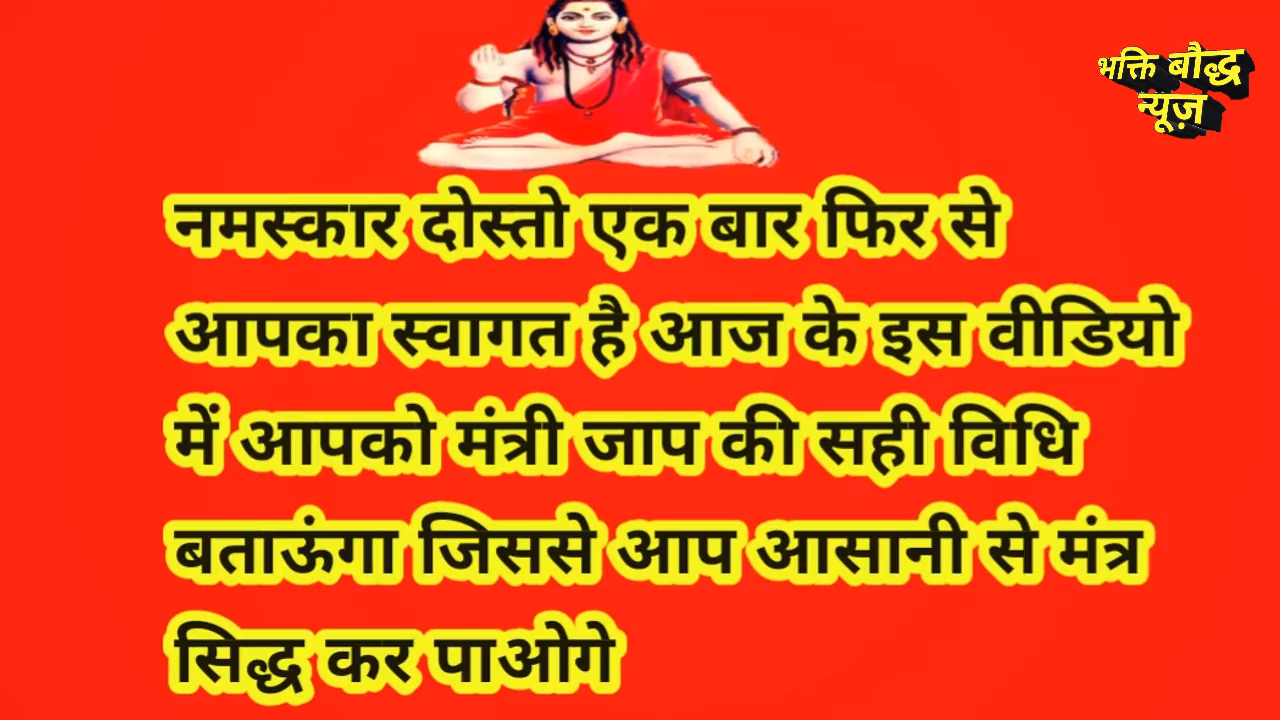 भक्ति बौद्ध
न्यूज़
नमस्कार दोस्तो एक बार फिर से
आपका स्वागत है आज के इस वीडियो
में आपको मंत्री जाप की सही विधि
बताऊंगा जिससे आप आसानी से मंत्र
सिद्ध कर पाओगे